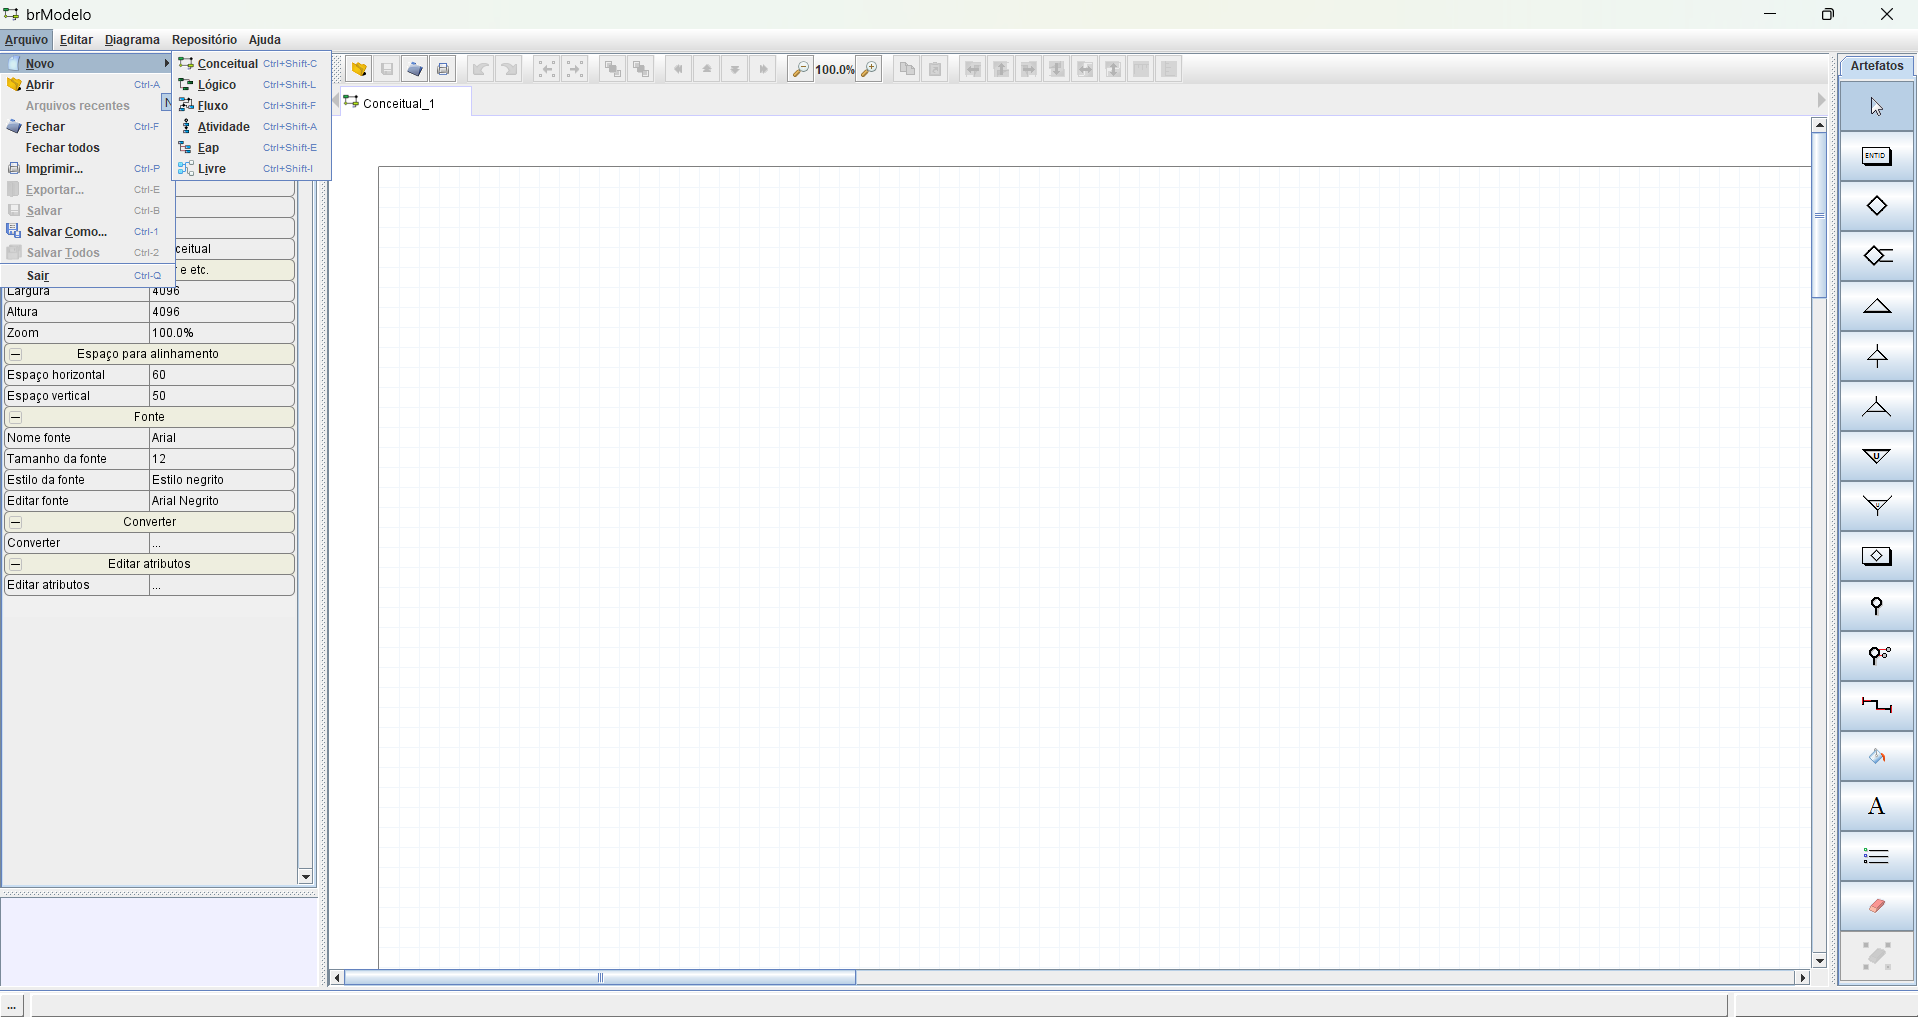 brModelo
Arquivo Editar Diagrama Repositório Ajuda
Novo
Abrir Ctrl-A
Arquivos recentes
Fechar Ctrl-F
Fechar todos
Imprimir... Ctrl-P
Exportar... Ctrl-E
Salvar Ctrl-B
Salvar Como... Ctrl-1
Salvar Todos Ctrl-2
Sair Ctrl-Q
Conceitual Ctrl+Shift-C
Lógico Ctrl+Shift-L
Fluxo Ctrl+Shift-F
Atividade Ctrl+Shift-A
Eap Ctrl+Shift-E
Livre Ctrl+Shift-I
N
100.0%
Conceitual_1
ceitual
r e etc.
Largura 4096
Altura 4096
Zoom 100.0%
Espaço para alinhamento
Espaço horizontal 60
Espaço vertical 50
Fonte
Nome fonte Arial
Tamanho da fonte 12
Estilo da fonte Estilo negrito
Editar fonte Arial Negrito
Converter
Converter ...
Editar atributos
Editar atributos ...
Artefatos
ENTID
U
A
...